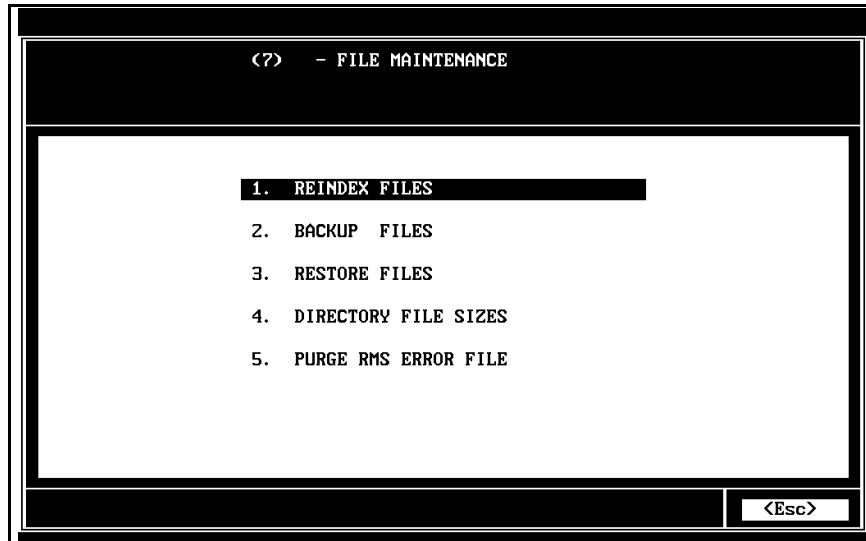 (7)   - FILE MAINTENANCE
1.  REINDEX FILES
2.  BACKUP  FILES
3.  RESTORE FILES
4.  DIRECTORY FILE SIZES
5.  PURGE RMS ERROR FILE
<Esc>